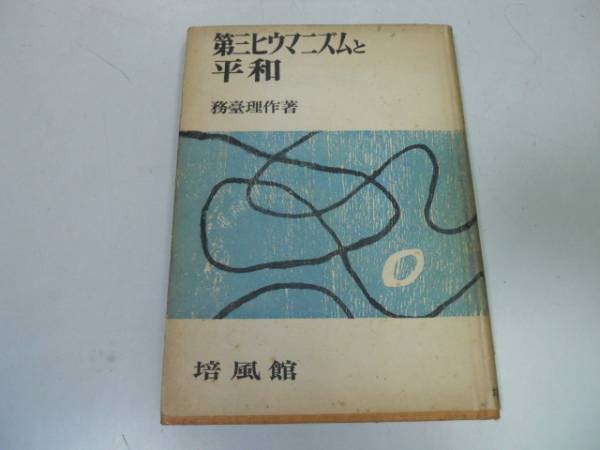 第三ヒウマニズムと
平和
務臺理作著
培風館